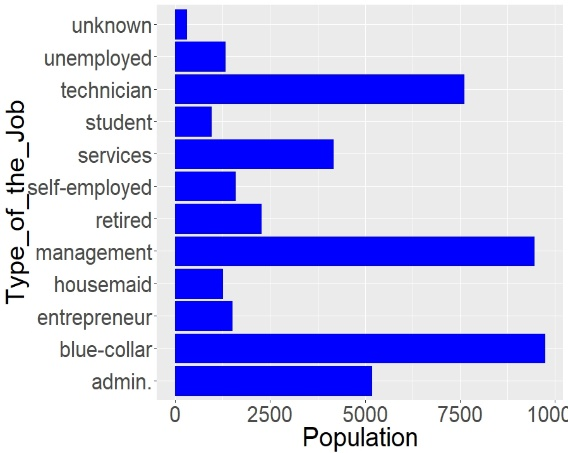 Type_of_the_Job
unknown
unemployed
technician
student
services
self-employed
retired
management
housemaid
entrepreneur
blue-collar
admin.
0 2500 5000 7500 1000
Population